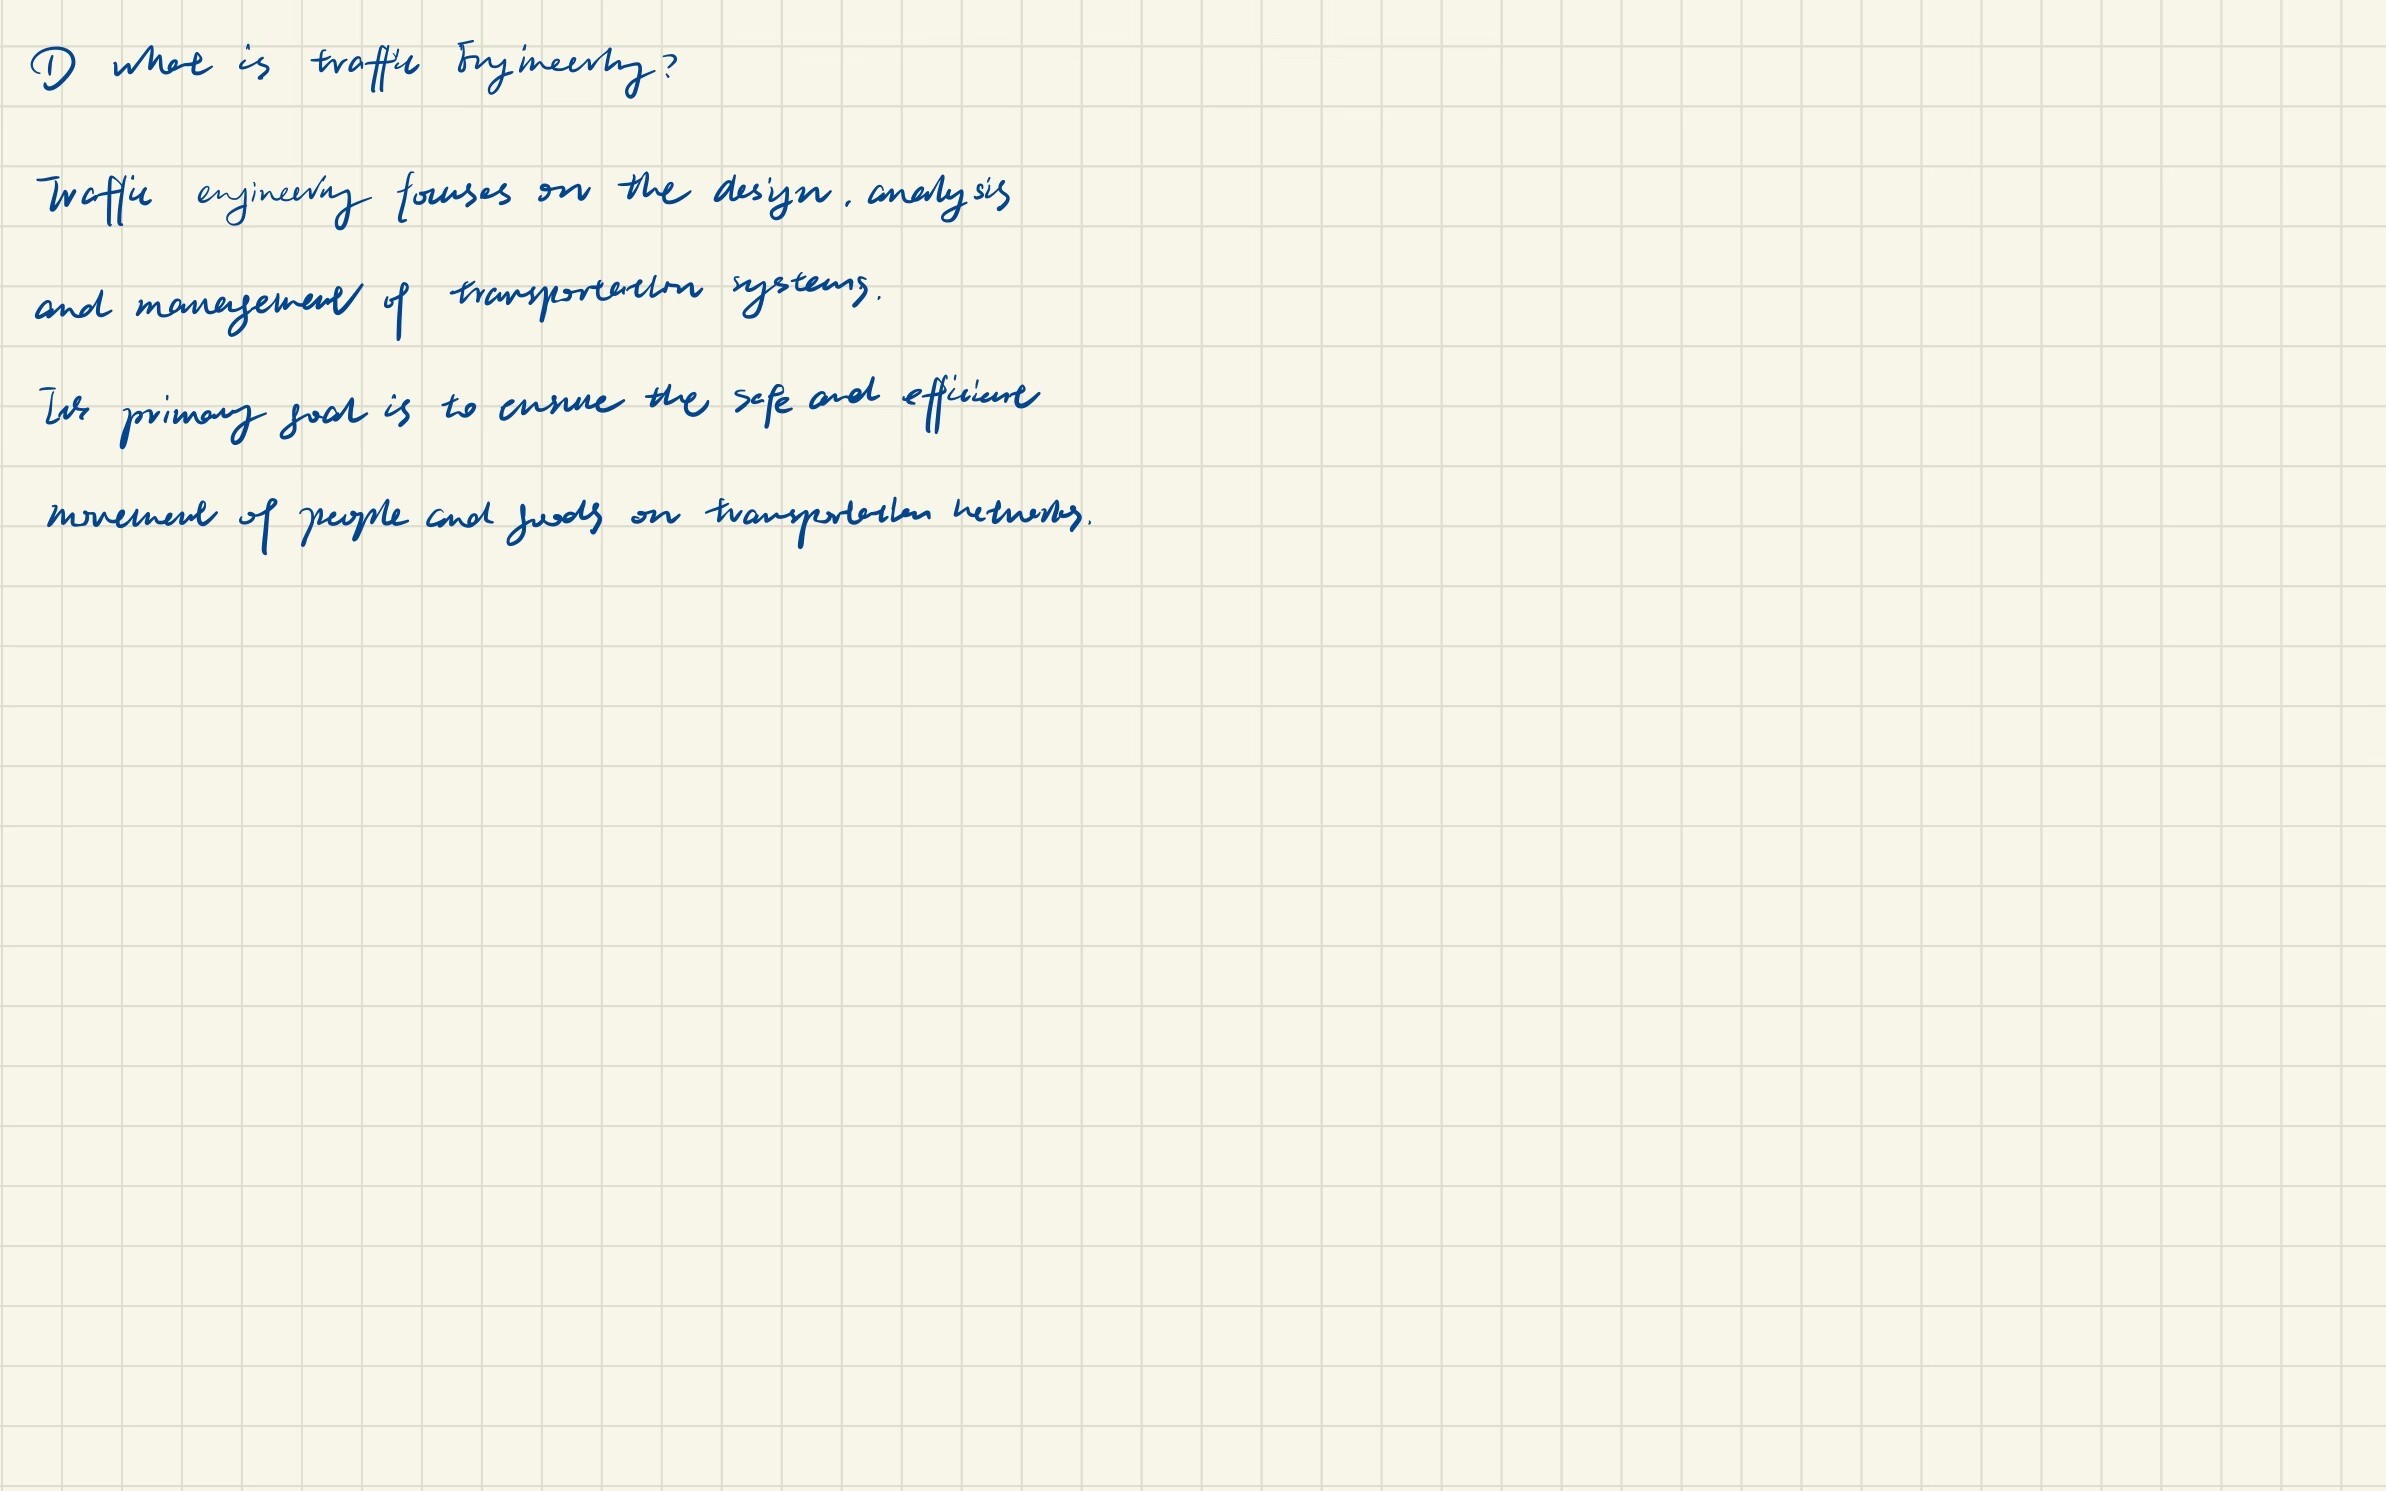 ① what is traffic Engineering?
Traffic engineering focuses on the design, analysis
and management of transportation systems.
Its primary goal is to ensure the safe and efficient
movement of people and goods on transportation networks.